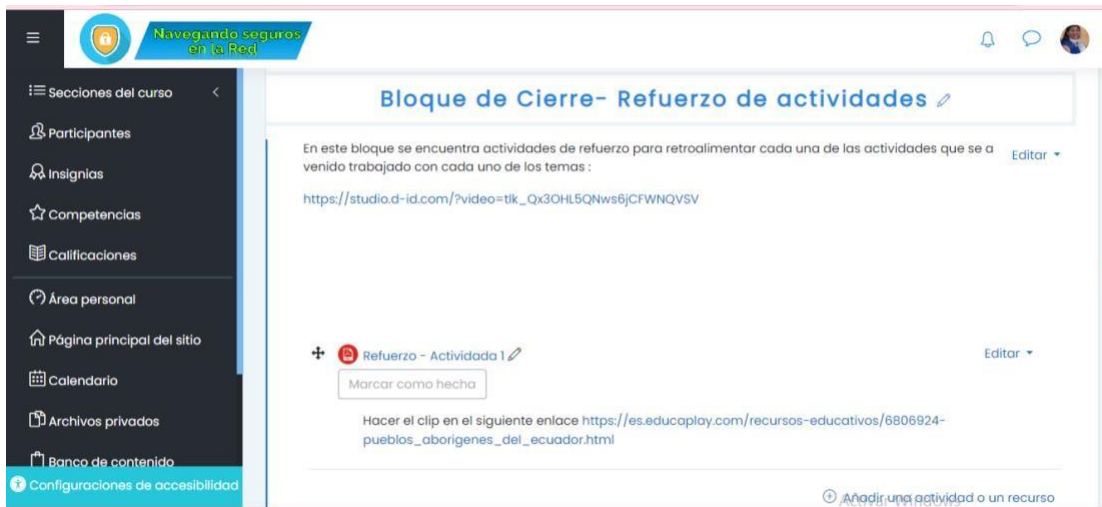 Navegando seguros
en la Red
Secciones del curso
Participantes
Insignias
Competencias
Calificaciones
Área personal
Página principal del sitio
Calendario
Archivos privados
Banco de contenido
Configuraciones de accesibilidad
Bloque de Cierre- Refuerzo de actividades
En este bloque se encuentra actividades de refuerzo para retroalimentar cada una de las actividades que se a
venido trabajado con cada uno de los temas :
Editar
https://studio.d-id.com/?video=tlk_Qx3OHL5QNws6jCFWNQVSV
Refuerzo - Actividada 1
Editar
Marcar como hecha
Hacer el clip en el siguiente enlace https://es.educaplay.com/recursos-educativos/6806924-
pueblos_aborigenes_del_ecuador.html
Añadir una actividad o un recurso
Activar Windows